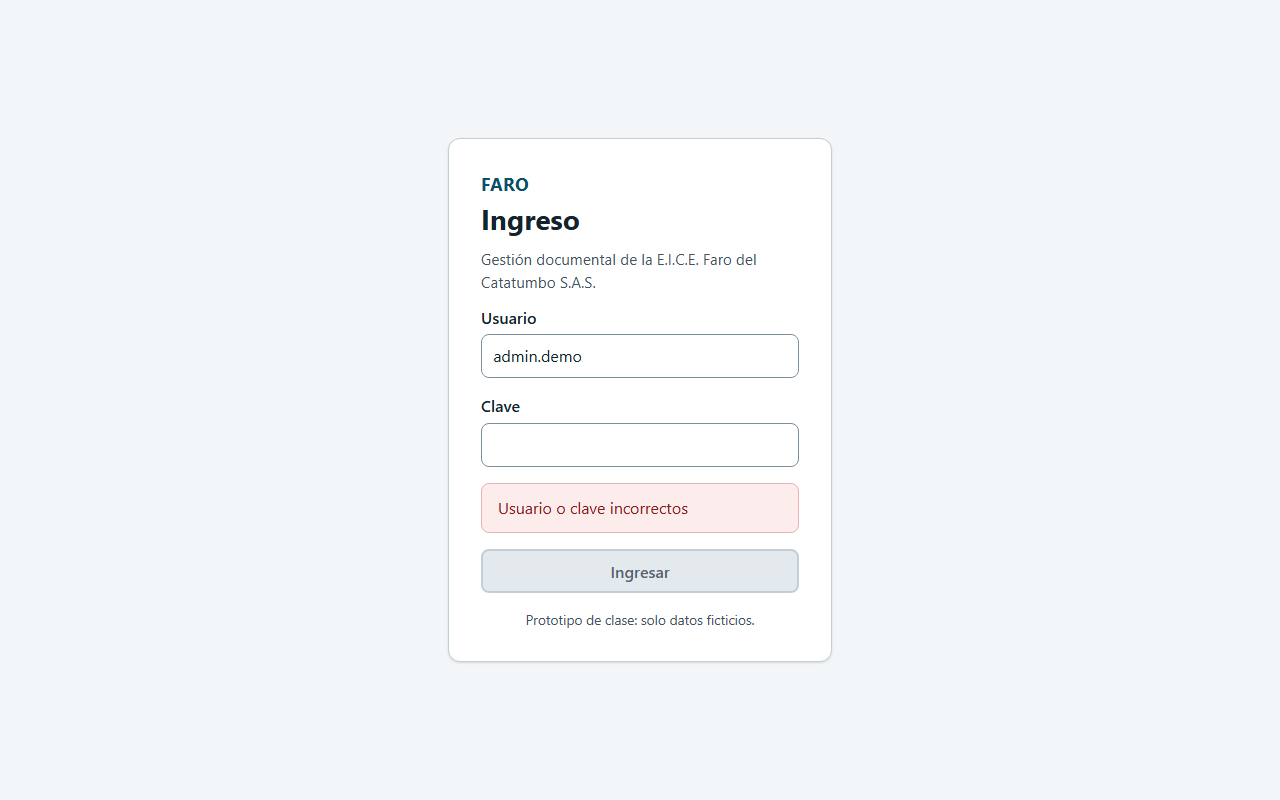 FARO
Ingreso
Gestión documental de la E.I.C.E. Faro del
Catatumbo S.A.S.
Usuario
admin.demo
Clave
Usuario o clave incorrectos
Ingresar
Prototipo de clase: solo datos ficticios.